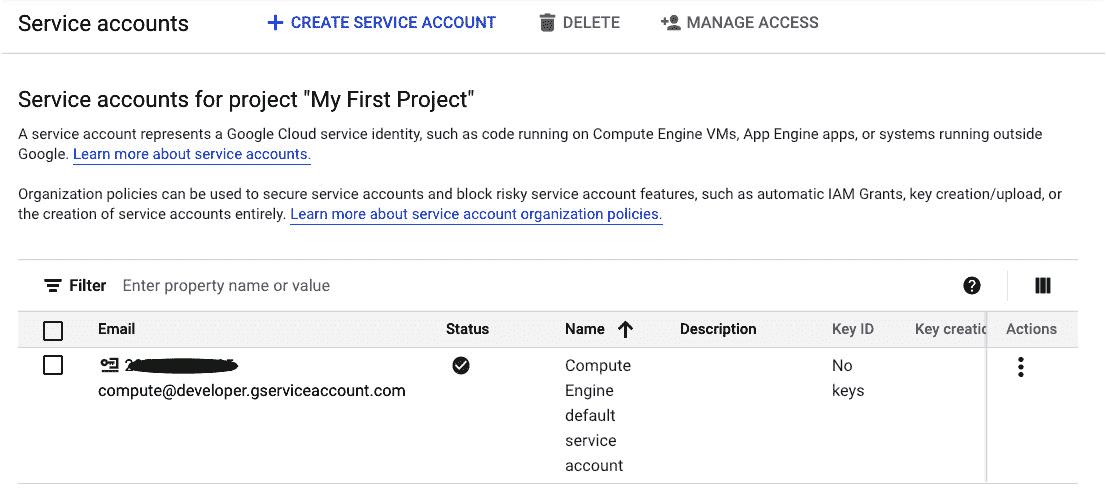 Service accounts
CREATE SERVICE ACCOUNT
DELETE
MANAGE ACCESS
Service accounts for project "My First Project"
A service account represents a Google Cloud service identity, such as code running on Compute Engine VMs, App Engine apps, or systems running outside
Google. Learn more about service accounts.
Organization policies can be used to secure service accounts and block risky service account features, such as automatic IAM Grants, key creation/upload, or
the creation of service accounts entirely. Learn more about service account organization policies.
Filter Enter property name or value
Email Status Name Description Key ID Key creatic Actions
compute@developer.gserviceaccount.com
Compute
Engine
default
service
account
No
keys